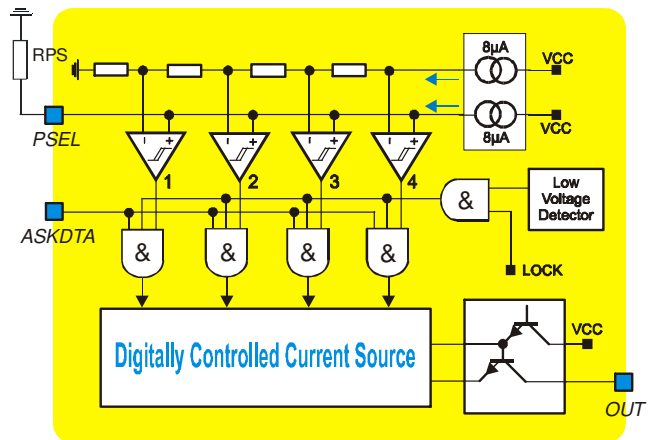 RPS
8µA
VCC
VCC
8µA
PSEL
- +
- +
- +
- +
1
2
3
4
ASKDTA
&
&
&
&
&
Low
Voltage
Detector
LOCK
Digitally Controlled Current Source
VCC
OUT